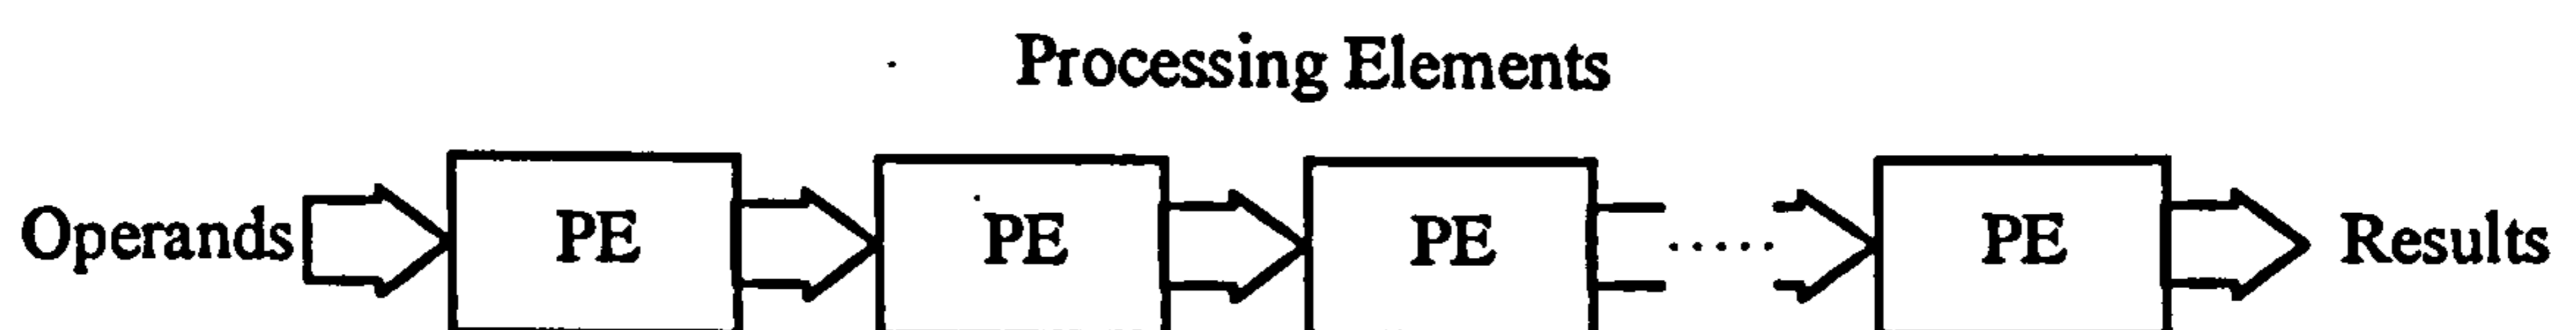 Processing Elements
Operands PE PE PE ..... PE Results